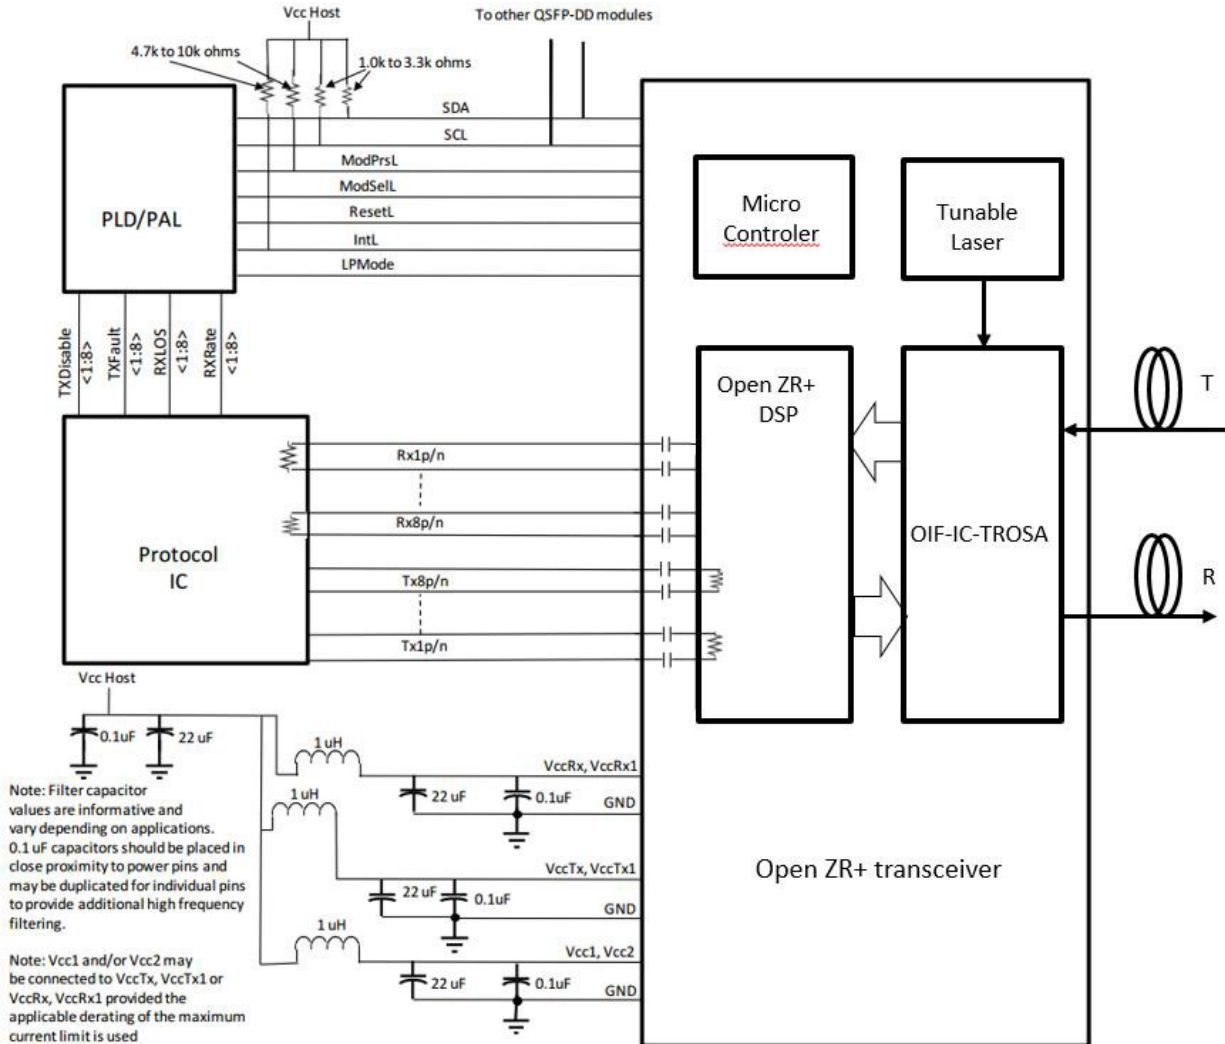 Vcc Host
To other QSFP-DD modules
4.7k to 10k ohms
1.0k to 3.3k ohms
SDA
SCL
ModPrsL
ModSelL
ResetL
IntL
LPMode
PLD/PAL
Micro
Controler
Tunable
Laser
TXDisable
<1:8>
TXFault
<1:8>
RXLOS
<1:8>
RXRate
<1:8>
Open ZR+
DSP
T
Rx1p/n
Rx8p/n
OIF-IC-TROSA
Protocol
IC
Tx8p/n
R
Tx1p/n
Vcc Host
0.1uF
22 uF
1 uH
VccRx, VccRx1
22 uF
0.1uF
GND
1 uH
VccTx, VccTx1
22 uF
0.1uF
GND
1 uH
Vcc1, Vcc2
22 uF
0.1uF
GND
Open ZR+ transceiver
Note: Filter capacitor
values are informative and
vary depending on applications.
0.1 uF capacitors should be placed in
close proximity to power pins and
may be duplicated for individual pins
to provide additional high frequency
filtering.
Note: Vcc1 and/or Vcc2 may
be connected to VccTx, VccTx1 or
VccRx, VccRx1 provided the
applicable derating of the maximum
current limit is used